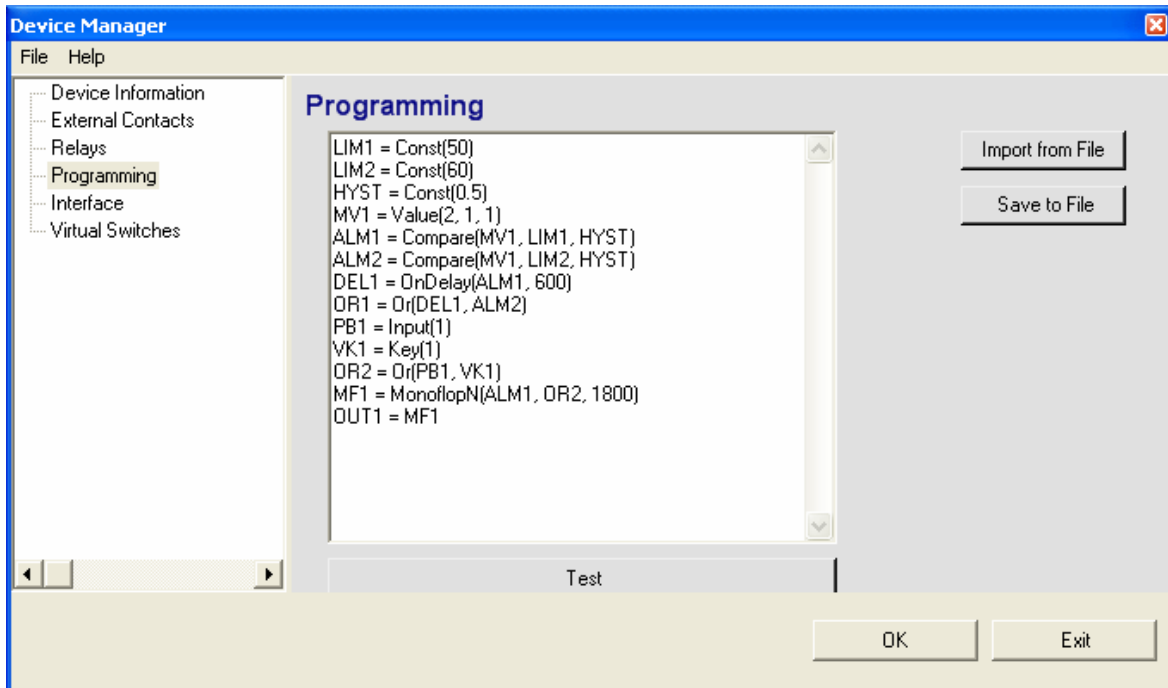 Device Manager
File Help
Device Information
External Contacts
Relays
Programming
Interface
Virtual Switches
Programming
LIM1 = Const(50)
LIM2 = Const(60)
HYST = Const(0.5)
MV1 = Value(2, 1, 1)
ALM1 = Compare(MV1, LIM1, HYST)
ALM2 = Compare(MV1, LIM2, HYST)
DEL1 = OnDelay(ALM1, 600)
OR1 = Or(DEL1, ALM2)
PB1 = Input(1)
VK1 = Key(1)
OR2 = Or(PB1, VK1)
MF1 = MonoflopN(ALM1, OR2, 1800)
OUT1 = MF1
Import from File
Save to File
Test
OK
Exit